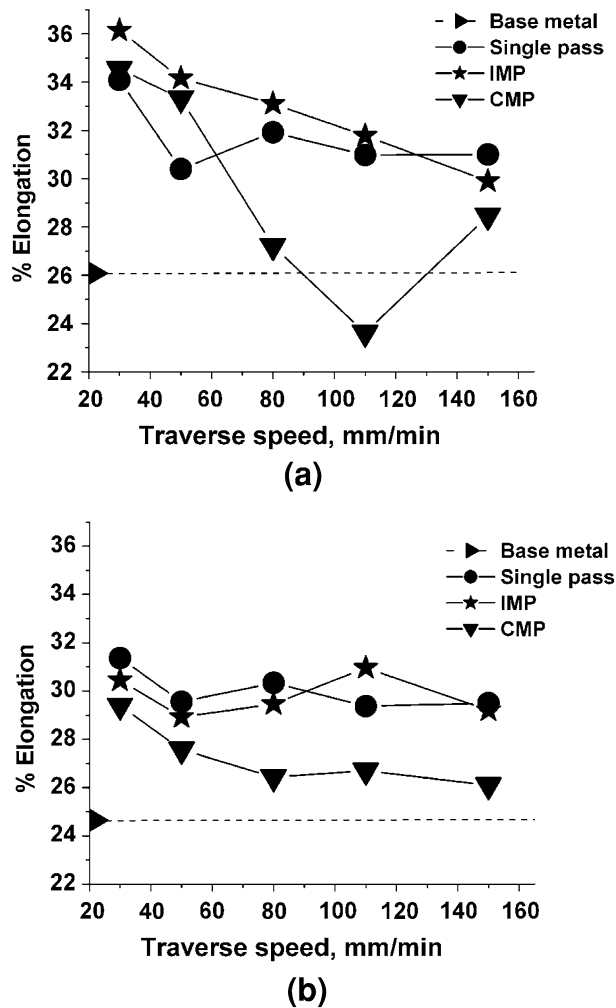 36
34
32
30
28
26
24
22
% Elongation
20 40 60 80 100 120 140 160
Traverse speed, mm/min
Base metal
Single pass
IMP
CMP
(a)
36
34
32
30
28
26
24
22
% Elongation
20 40 60 80 100 120 140 160
Traverse speed, mm/min
Base metal
Single pass
IMP
CMP
(b)